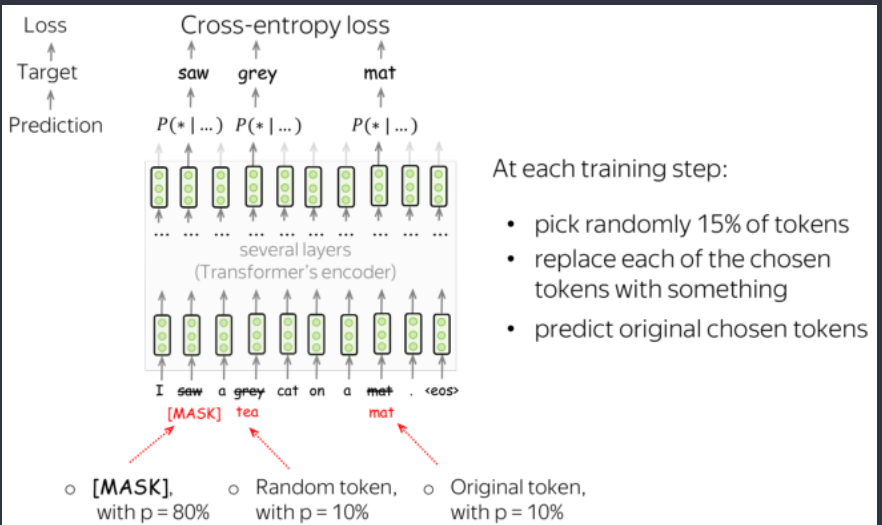 Loss Cross-entropy loss
Target saw grey mat
Prediction P(*|...) P(*|...) P(*|...)
At each training step:
• pick randomly 15% of tokens
• replace each of the chosen
tokens with something
• predict original chosen tokens
... ... ... ... ... ... ... ... ...
several layers
(Transformer's encoder)
I saw a grey cat on a mat . <eos>
[MASK] tea mat
○ [MASK],
with p = 80%
○ Random token,
with p = 10%
○ Original token,
with p = 10%